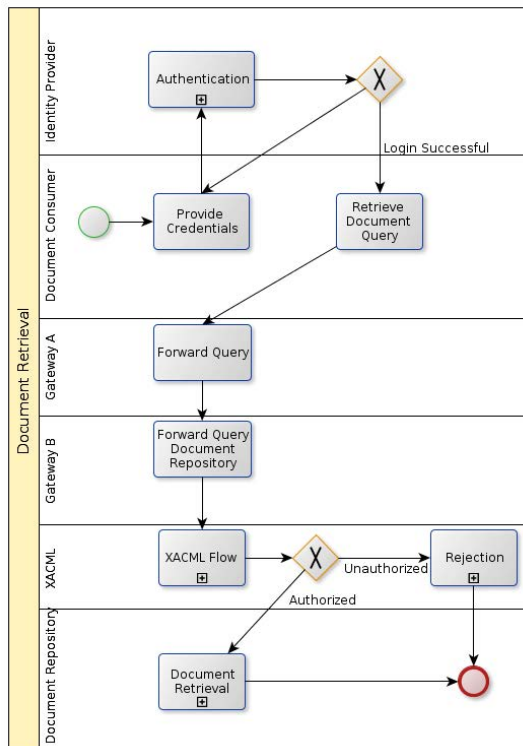 Document Retrieval
Identity Provider
Authentication
X
Login Successful
Document Consumer
Provide
Credentials
Retrieve
Document
Query
Gateway A
Forward Query
Gateway B
Forward Query
Document
Repository
XACML
XACML Flow
X
Unauthorized
Rejection
Authorized
Document Repository
Document
Retrieval